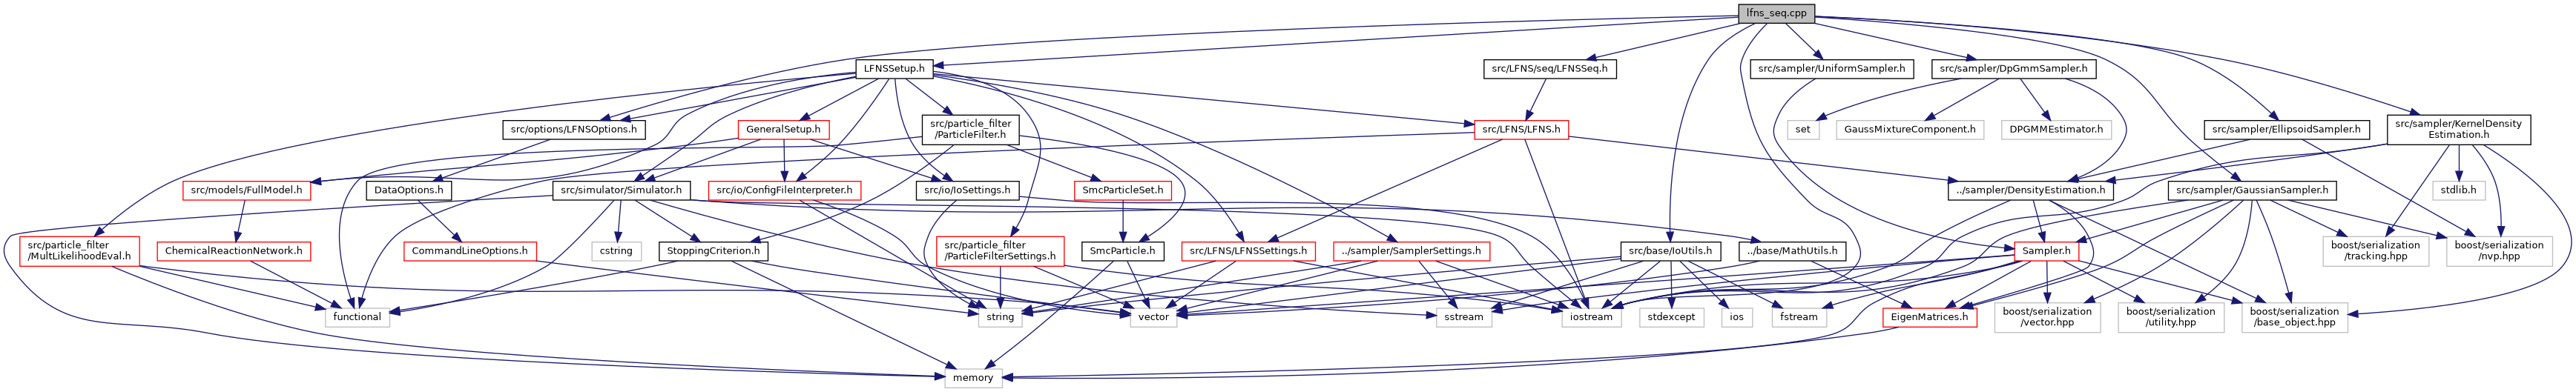 lfns_seq.cpp
LFNSSetup.h
src/LFNS/seq/LFNSSeq.h
src/sampler/UniformSampler.h
src/sampler/DpGmmSampler.h
src/options/LFNSOptions.h
GeneralSetup.h
src/particle_filter
/ParticleFilter.h
src/LFNS/LFNS.h
set
GaussMixtureComponent.h
DPGMMEstimator.h
src/sampler/EllipsoidSampler.h
src/sampler/KernelDensity
Estimation.h
src/models/FullModel.h
DataOptions.h
src/simulator/Simulator.h
src/io/ConfigFileInterpreter.h
src/io/IoSettings.h
SmcParticleSet.h
../sampler/DensityEstimation.h
src/sampler/GaussianSampler.h
stdlib.h
src/particle_filter
/MultLikelihoodEval.h
ChemicalReactionNetwork.h
CommandLineOptions.h
cstring
StoppingCriterion.h
src/particle_filter
/ParticleFilterSettings.h
SmcParticle.h
src/LFNS/LFNSSettings.h
../sampler/SamplerSettings.h
src/base/IoUtils.h
../base/MathUtils.h
Sampler.h
boost/serialization
/tracking.hpp
boost/serialization
/nvp.hpp
functional
string
vector
sstream
iostream
stdexcept
ios
fstream
EigenMatrices.h
boost/serialization
/vector.hpp
boost/serialization
/utility.hpp
boost/serialization
/base_object.hpp
memory